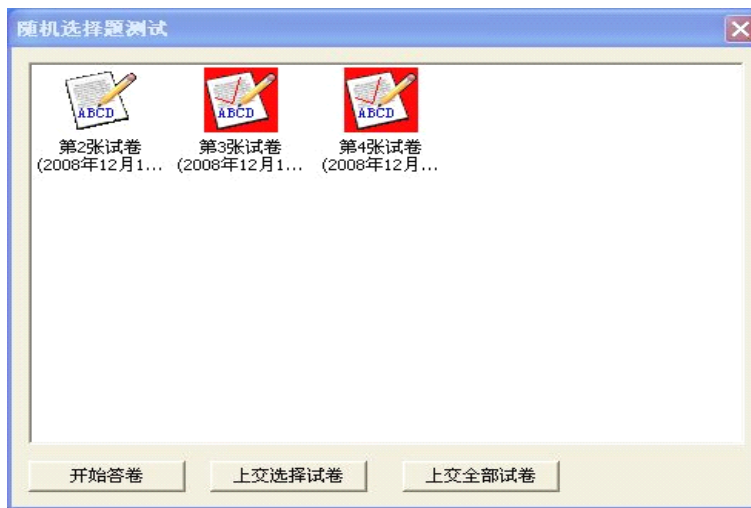 随机选择题测试
ABCD
ABCD
ABCD
第2张试卷
(2008年12月1...
第3张试卷
(2008年12月1...
第4张试卷
(2008年12月...
开始答卷
上交选择试卷
上交全部试卷